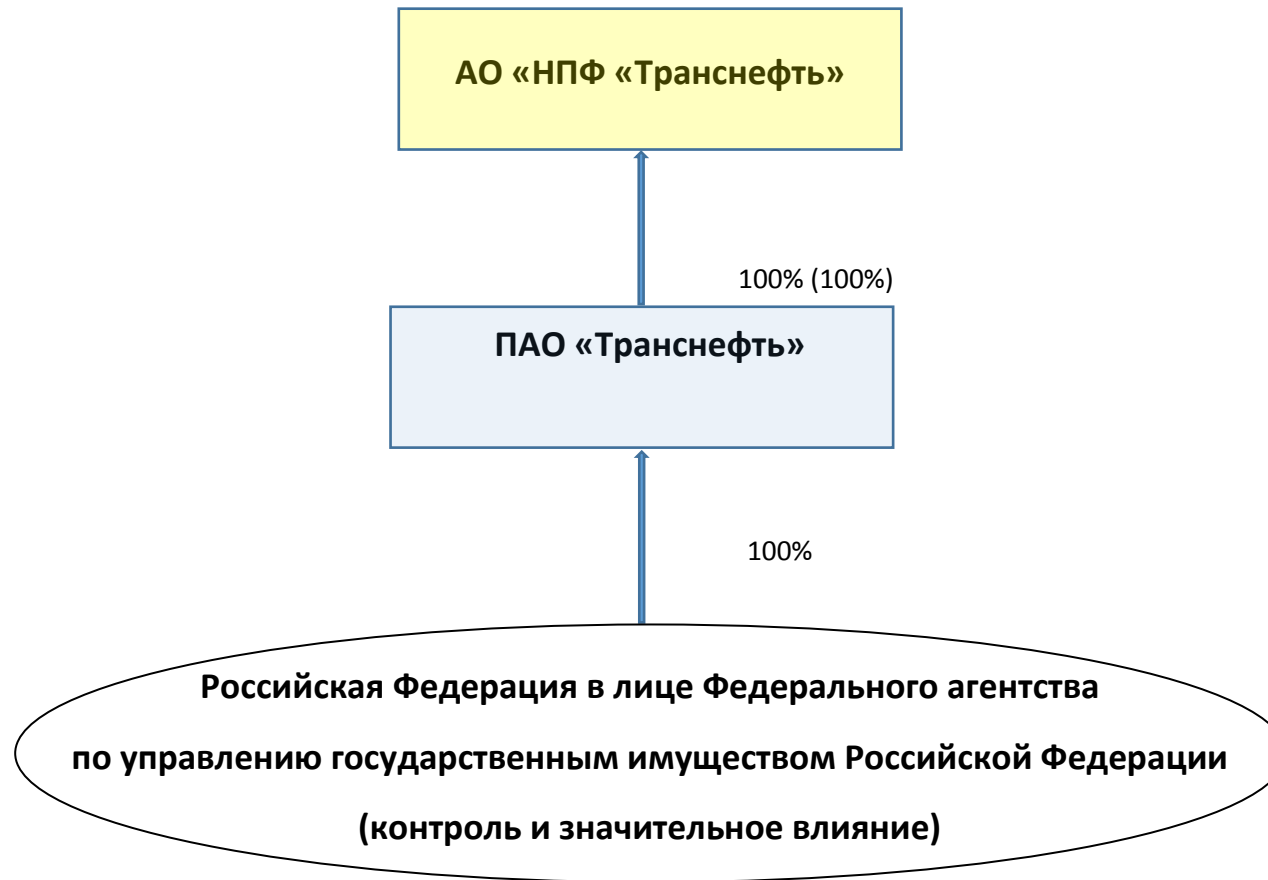 АО «НПФ «Транснефть»
100% (100%)
ПАО «Транснефть»
100%
Российская Федерация в лице Федерального агентства
по управлению государственным имуществом Российской Федерации
(контроль и значительное влияние)